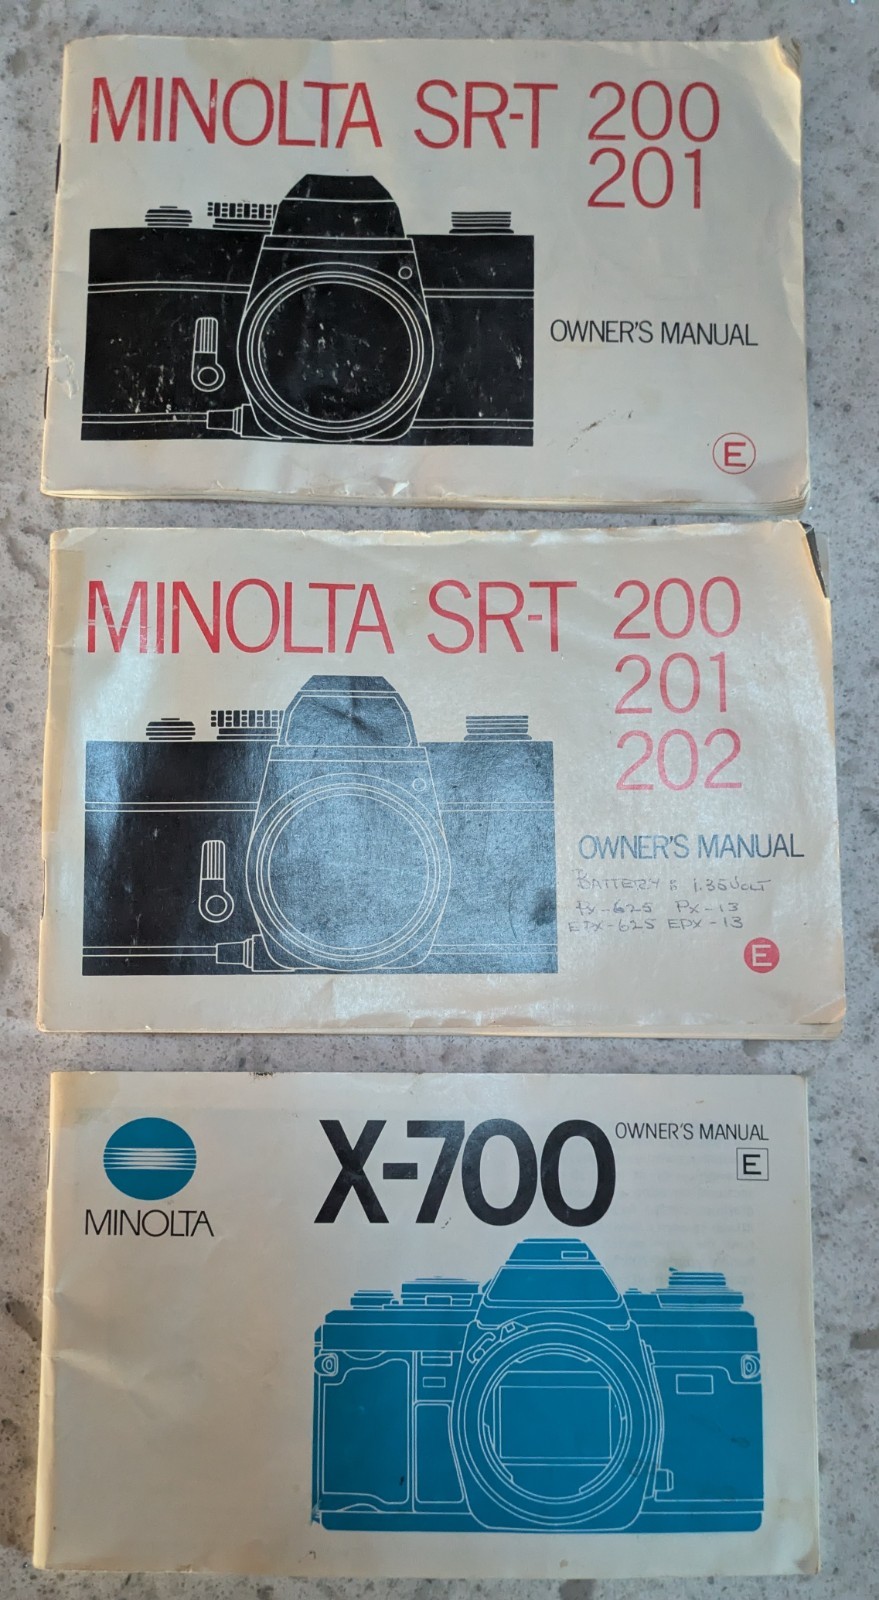 MINOLTA SR-T 200
201
OWNER'S MANUAL
E
MINOLTA SR-T 200
201
202
OWNER'S MANUAL
BATTERY is 1.35 VOLT
PX-625 PX-13
EPX-625 EPX-13
E
X-700
OWNER'S MANUAL
E
MINOLTA